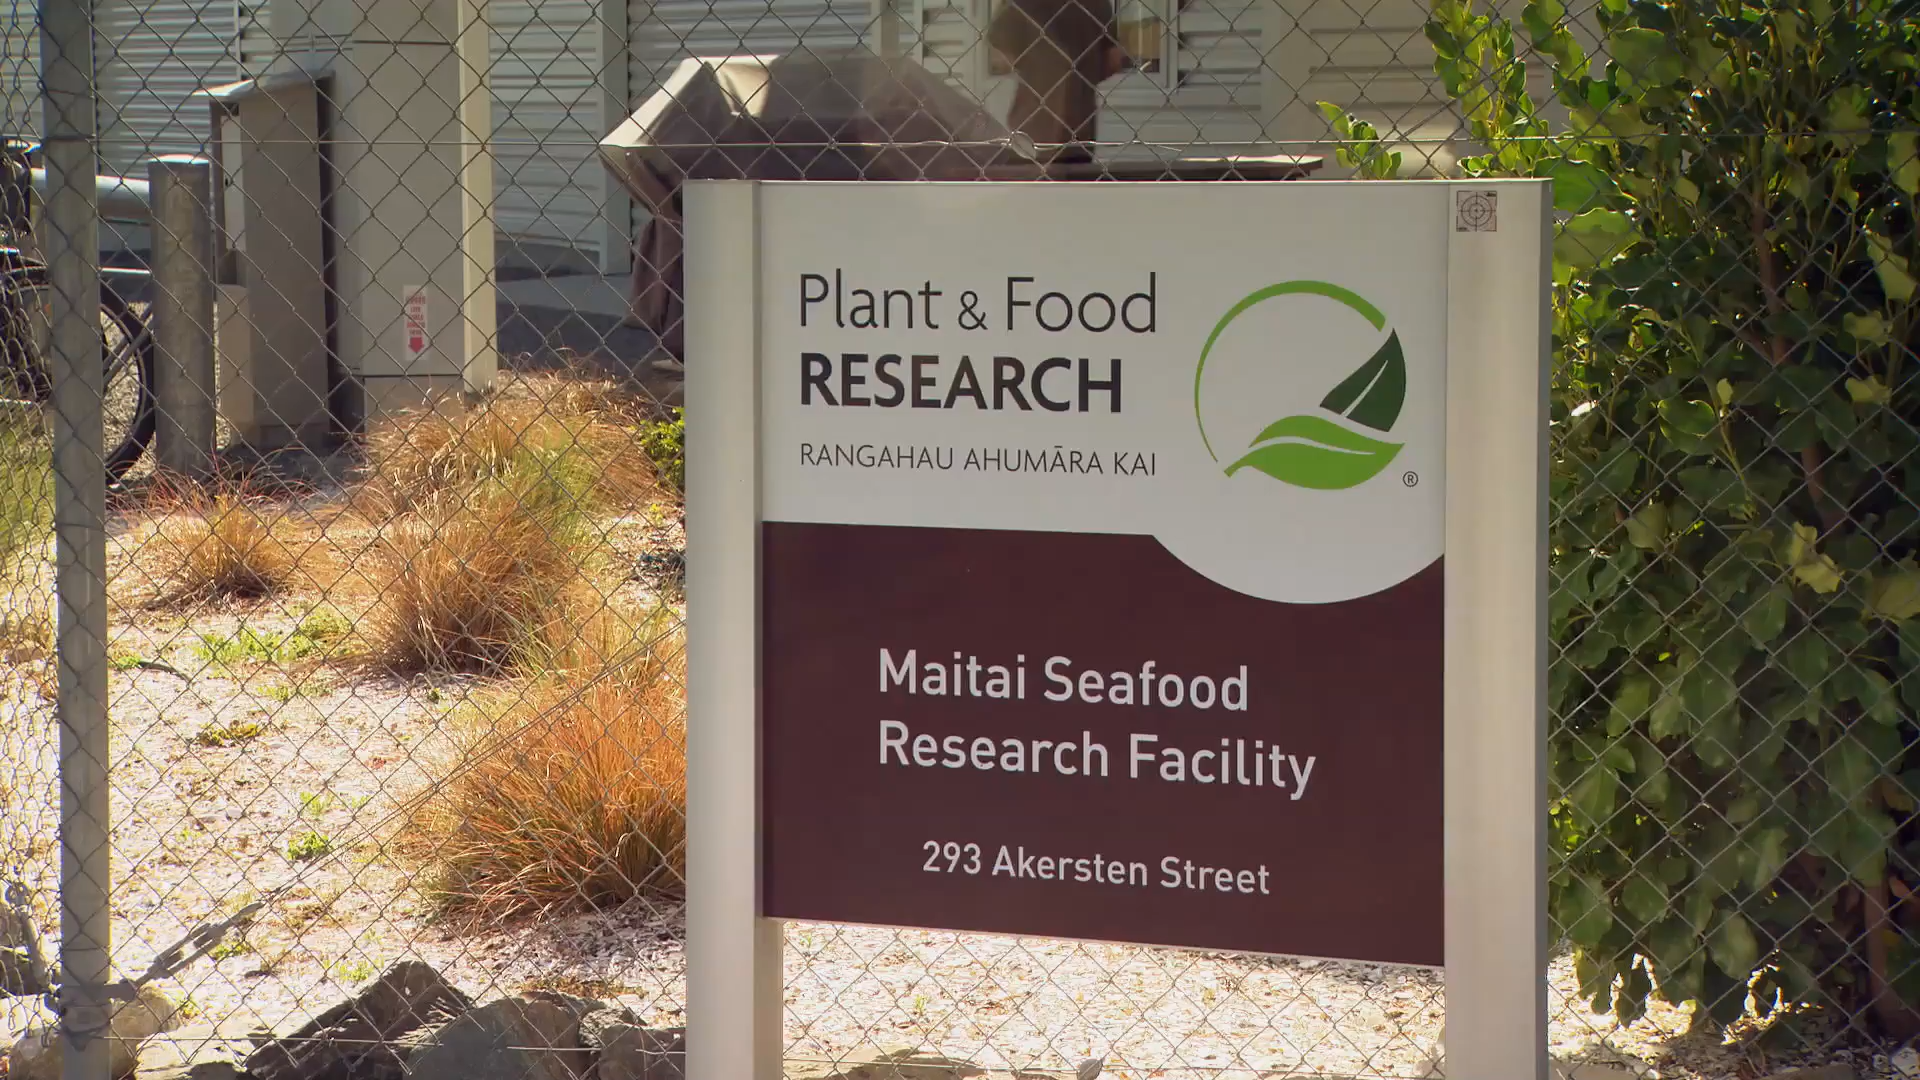 Plant & Food
RESEARCH
RANGAHAU AHUMĀRA KAI
®
Maitai Seafood
Research Facility
293 Akersten Street